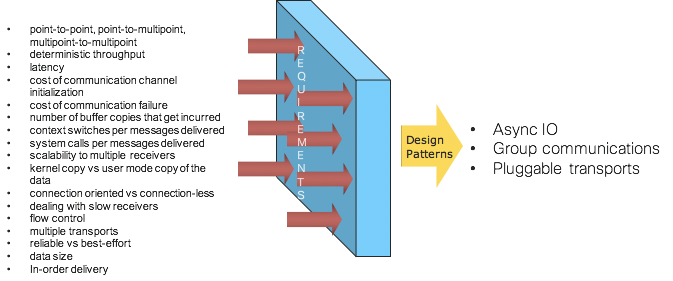 • point-to-point, point-to-multipoint,
multipoint-to-multipoint
• deterministic throughput
• latency
• cost of communication channel
initialization
• cost of communication failure
• number of buffer copies that get incurred
• context switches per messages delivered
• system calls per messages delivered
• scalability to multiple receivers
• kernel copy vs user mode copy of the
data
• connection oriented vs connection-less
• dealing with slow receivers
• flow control
• multiple transports
• reliable vs best-effort
• data size
• In-order delivery
REQUIREMENTS
Design
Patterns
• Async IO
• Group communications
• Pluggable transports